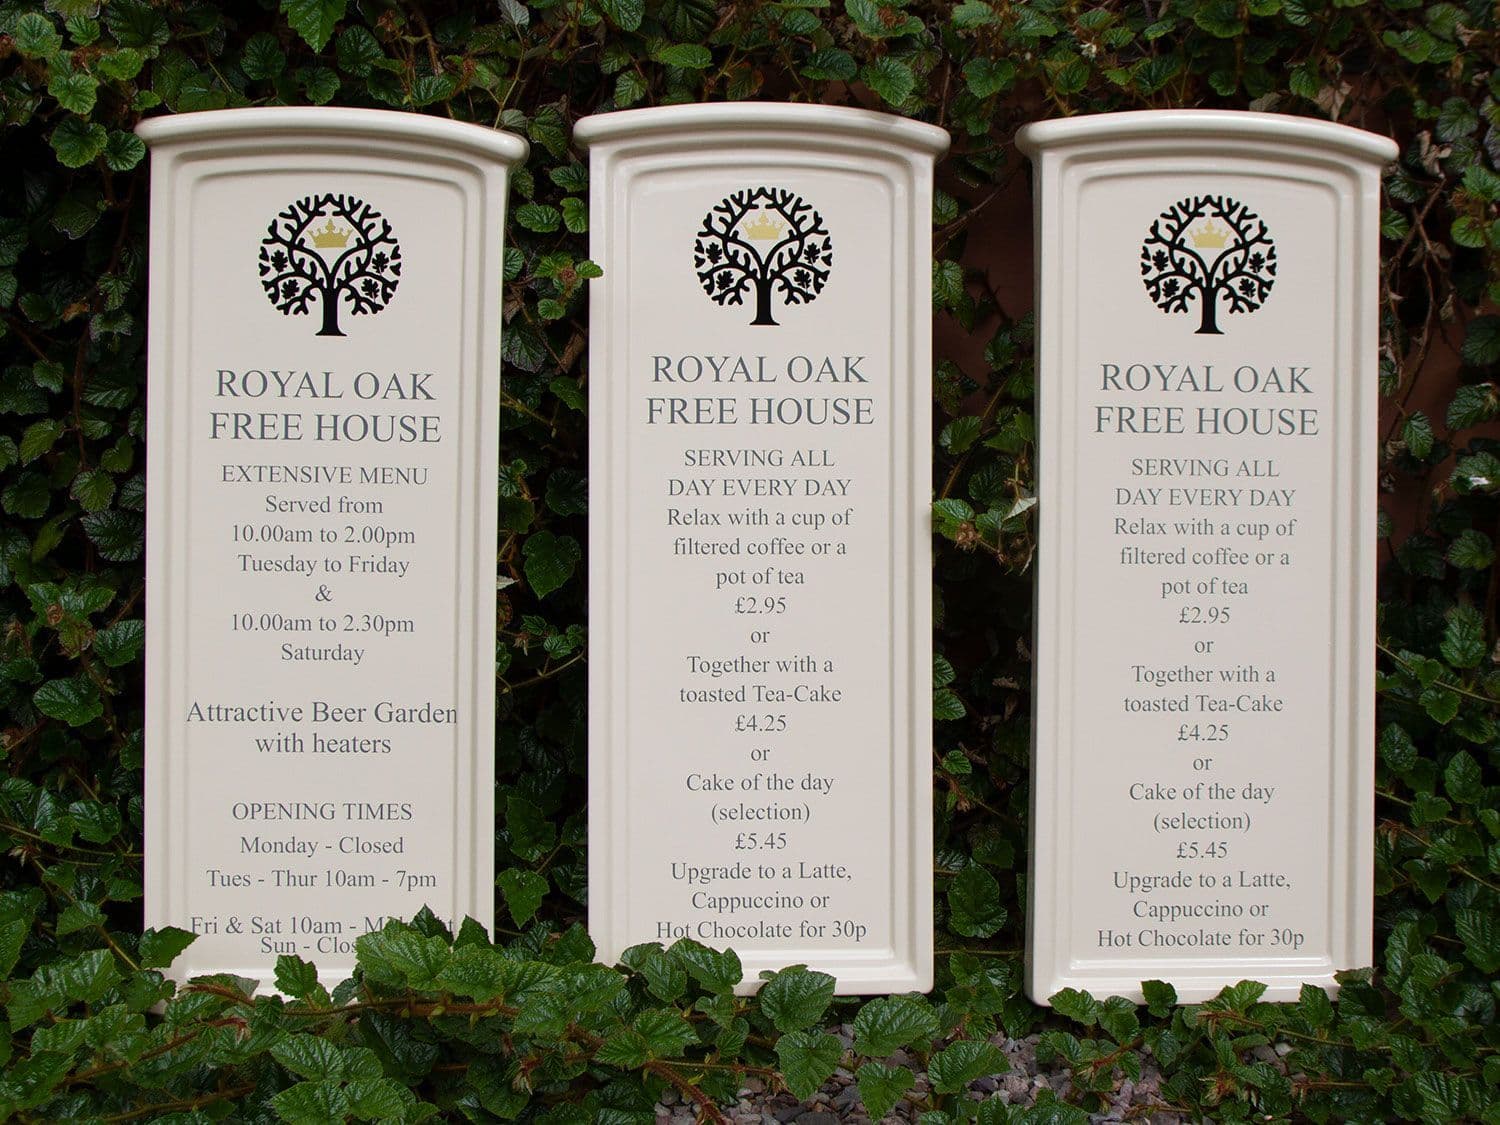 ROYAL OAK
FREE HOUSE
EXTENSIVE MENU
Served from
10.00am to 2.00pm
Tuesday to Friday
&
10.00am to 2.30pm
Saturday
Attractive Beer Garden
with heaters
OPENING TIMES
Monday - Closed
Tues - Thur 10am - 7pm
Fri & Sat 10am -
Sun -
ROYAL OAK
FREE HOUSE
SERVING ALL
DAY EVERY DAY
Relax with a cup of
filtered coffee or a
pot of tea
£2.95
or
Together with a
toasted Tea-Cake
£4.25
or
Cake of the day
(selection)
£5.45
Upgrade to a Latte,
Cappuccino or
Hot Chocolate for 30p
ROYAL OAK
FREE HOUSE
SERVING ALL
DAY EVERY DAY
Relax with a cup of
filtered coffee or a
pot of tea
£2.95
or
Together with a
toasted Tea-Cake
£4.25
or
Cake of the day
(selection)
£5.45
Upgrade to a Latte,
Cappuccino or
Hot Chocolate for 30p